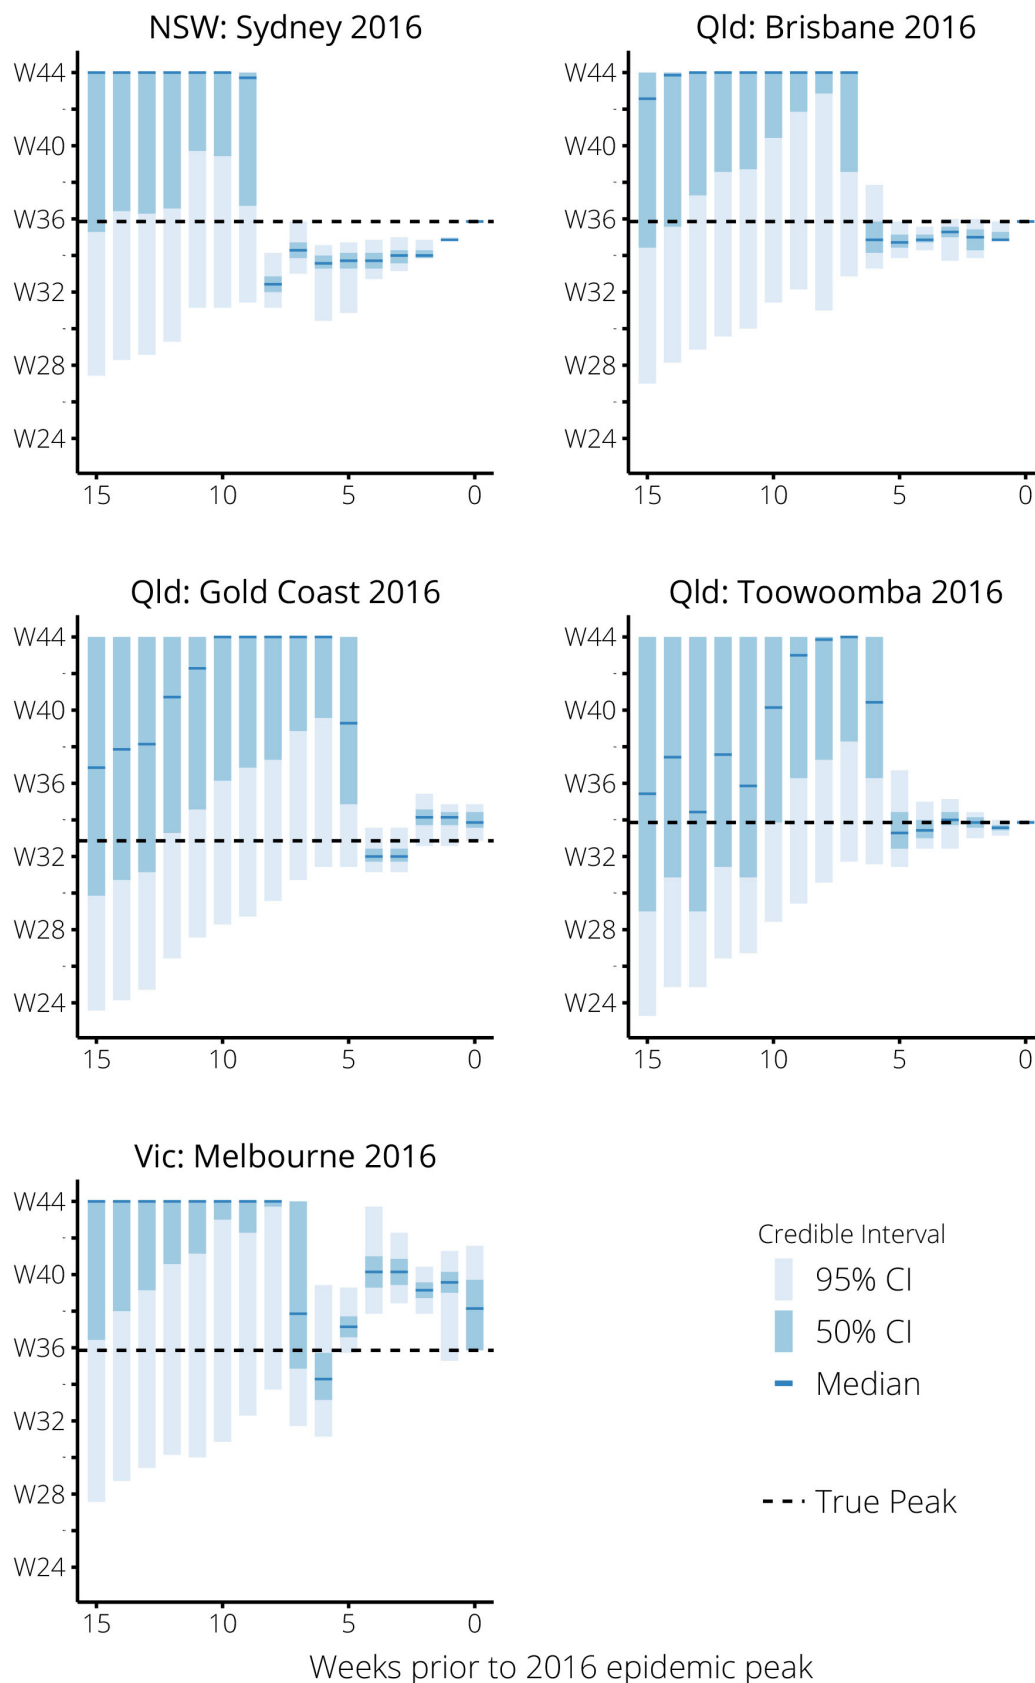 NSW: Sydney 2016
W44
-
W40
-
W36
-
W32
-
W28
-
W24
15 10 5 0
Qld: Brisbane 2016
W44
-
W40
-
W36
-
W32
-
W28
-
W24
15 10 5 0
Qld: Gold Coast 2016
W44
-
W40
-
W36
-
W32
-
W28
-
W24
15 10 5 0
Qld: Toowoomba 2016
W44
-
W40
-
W36
-
W32
-
W28
-
W24
15 10 5 0
Vic: Melbourne 2016
W44
-
W40
-
W36
-
W32
-
W28
-
W24
15 10 5 0
Credible Interval
95% CI
50% CI
Median
True Peak
Weeks prior to 2016 epidemic peak